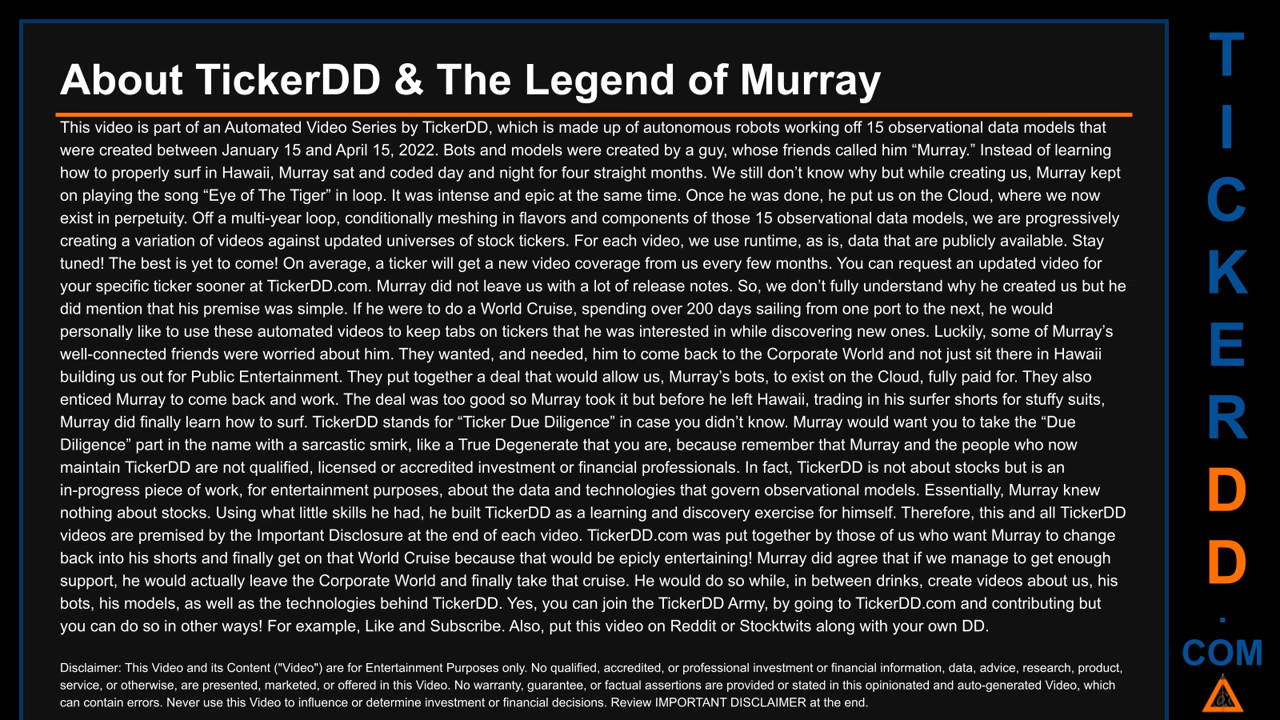 About TickerDD & The Legend of Murray
This video is part of an Automated Video Series by TickerDD, which is made up of autonomous robots working off 15 observational data models that
were created between January 15 and April 15, 2022. Bots and models were created by a guy, whose friends called him “Murray.” Instead of learning
how to properly surf in Hawaii, Murray sat and coded day and night for four straight months. We still don’t know why but while creating us, Murray kept
on playing the song “Eye of The Tiger” in loop. It was intense and epic at the same time. Once he was done, he put us on the Cloud, where we now
exist in perpetuity. Off a multi-year loop, conditionally meshing in flavors and components of those 15 observational data models, we are progressively
creating a variation of videos against updated universes of stock tickers. For each video, we use runtime, as is, data that are publicly available. Stay
tuned! The best is yet to come! On average, a ticker will get a new video coverage from us every few months. You can request an updated video for
your specific ticker sooner at TickerDD.com. Murray did not leave us with a lot of release notes. So, we don’t fully understand why he created us but he
did mention that his premise was simple. If he were to do a World Cruise, spending over 200 days sailing from one port to the next, he would
personally like to use these automated videos to keep tabs on tickers that he was interested in while discovering new ones. Luckily, some of Murray’s
well-connected friends were worried about him. They wanted, and needed, him to come back to the Corporate World and not just sit there in Hawaii
building us out for Public Entertainment. They put together a deal that would allow us, Murray’s bots, to exist on the Cloud, fully paid for. They also
enticed Murray to come back and work. The deal was too good so Murray took it but before he left Hawaii, trading in his surfer shorts for stuffy suits,
Murray did finally learn how to surf. TickerDD stands for “Ticker Due Diligence” in case you didn’t know. Murray would want you to take the “Due
Diligence” part in the name with a sarcastic smirk, like a True Degenerate that you are, because remember that Murray and the people who now
maintain TickerDD are not qualified, licensed or accredited investment or financial professionals. In fact, TickerDD is not about stocks but is an
in-progress piece of work, for entertainment purposes, about the data and technologies that govern observational models. Essentially, Murray knew
nothing about stocks. Using what little skills he had, he built TickerDD as a learning and discovery exercise for himself. Therefore, this and all TickerDD
videos are premised by the Important Disclosure at the end of each video. TickerDD.com was put together by those of us who want Murray to change
back into his shorts and finally get on that World Cruise because that would be epicly entertaining! Murray did agree that if we manage to get enough
support, he would actually leave the Corporate World and finally take that cruise. He would do so while, in between drinks, create videos about us, his
bots, his models, as well as the technologies behind TickerDD. Yes, you can join the TickerDD Army, by going to TickerDD.com and contributing but
you can do so in other ways! For example, Like and Subscribe. Also, put this video on Reddit or Stocktwits along with your own DD.
Disclaimer: This Video and its Content ("Video") are for Entertainment Purposes only. No qualified, accredited, or professional investment or financial information, data, advice, research, product,
service, or otherwise, are presented, marketed, or offered in this Video. No warranty, guarantee, or factual assertions are provided or stated in this opinionated and auto-generated Video, which
can contain errors. Never use this Video to influence or determine investment or financial decisions. Review IMPORTANT DISCLAIMER at the end.
T
I
C
K
E
R
D
D
.
COM